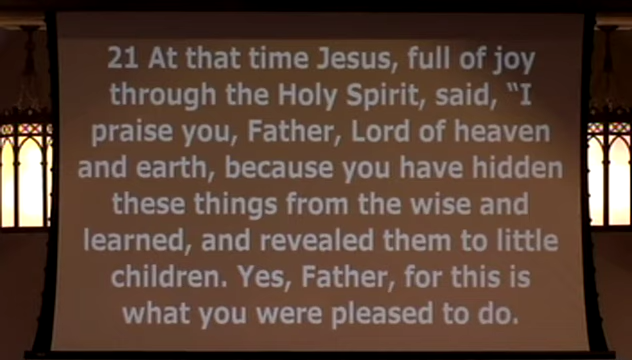 21 At that time Jesus, full of joy
through the Holy Spirit, said, “I
praise you, Father, Lord of heaven
and earth, because you have hidden
these things from the wise and
learned, and revealed them to little
children. Yes, Father, for this is
what you were pleased to do.